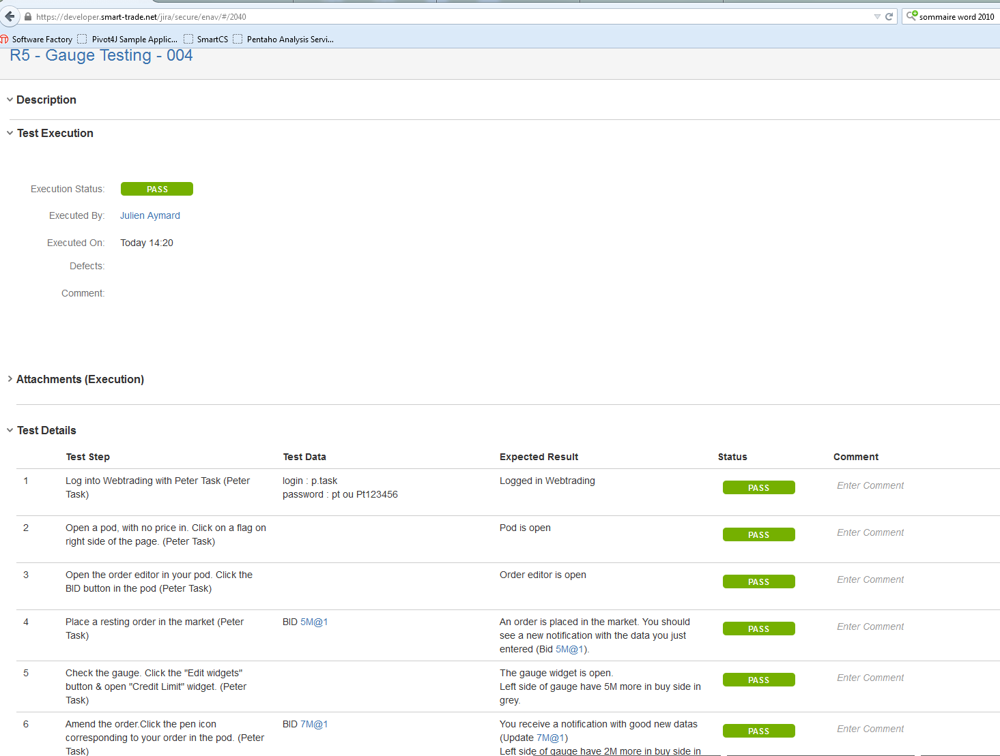 https://developer.smart-trade.net/jira/secure/enav/#/2040
sommaire word 2010
Software Factory
Pivot4J Sample Applic...
SmartCS
Pentaho Analysis Servi...
R5 - Gauge Testing - 004
Description
Test Execution
Execution Status: PASS
Executed By: Julien Aymard
Executed On: Today 14:20
Defects:
Comment:
Attachments (Execution)
Test Details
Test Step Test Data Expected Result Status Comment
1 Log into Webtrading with Peter Task (Peter
Task)
login : p.task
password : pt ou Pt123456
Logged in Webtrading
PASS
Enter Comment
2 Open a pod, with no price in. Click on a flag on
right side of the page. (Peter Task)
Pod is open
PASS
Enter Comment
3 Open the order editor in your pod. Click the
BID button in the pod (Peter Task)
Order editor is open
PASS
Enter Comment
4 Place a resting order in the market (Peter
Task)
BID 5M@1
An order is placed in the market. You should
see a new notification with the data you just
entered (Bid 5M@1).
PASS
Enter Comment
5 Check the gauge. Click the "Edit widgets"
button & open "Credit Limit" widget. (Peter
Task)
The gauge widget is open.
Left side of gauge have 5M more in buy side in
grey.
PASS
Enter Comment
6 Amend the order.Click the pen icon
corresponding to your order in the pod. (Peter
Task)
BID 7M@1
You receive a notification with good new datas
(Update 7M@1)
Left side of gauge have 2M more in buy side in
PASS
Enter Comment